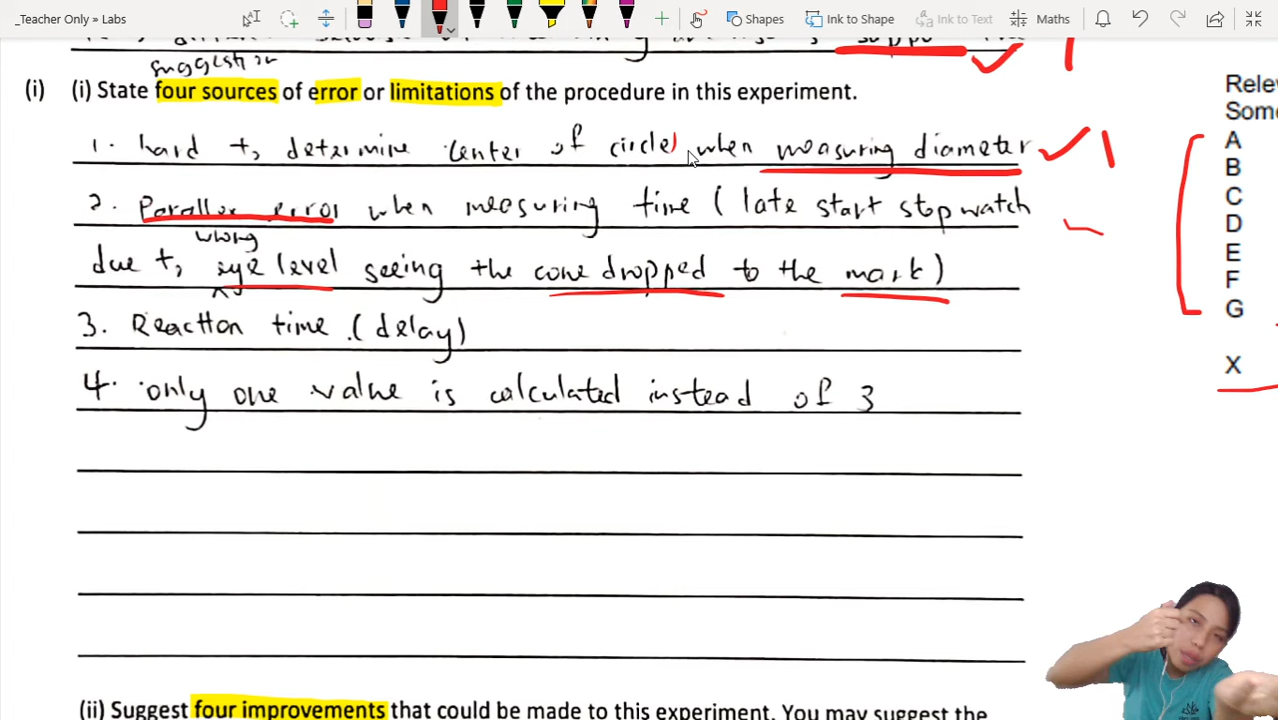 _Teacher Only » Labs
Shapes
Ink to Shape
Ink to Text
Maths
suggestion
(i) (i) State four sources of error or limitations of the procedure in this experiment.
1. hard to determine center of circle when measuring diameter ✓ 1
2. Parallax error when measuring time ( late start stopwatch
wrong
due to eye level seeing the cone dropped to the mark)
3. Reaction time. (delay)
4. only one value is calculated instead of 3
(ii) Suggest four improvements that could be made to this experiment. You may suggest the
Rele
Som
A
B
C
D
E
F
G
X